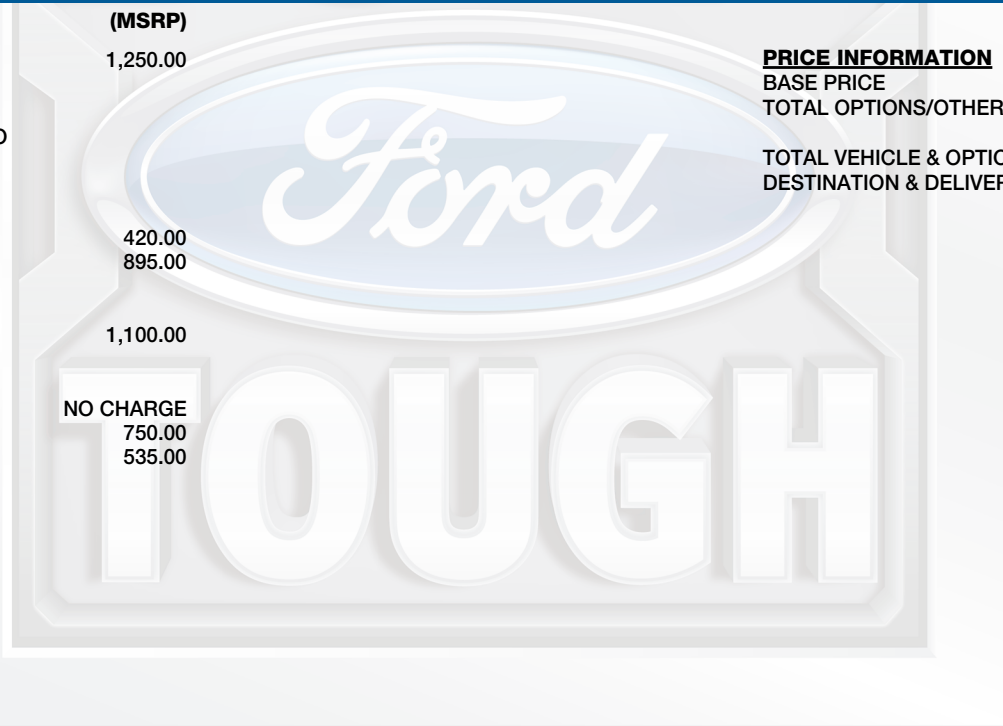 (MSRP)
1,250.00
O
420.00
895.00
1,100.00
NO CHARGE
750.00
535.00
PRICE INFORMATION
BASE PRICE
TOTAL OPTIONS/OTHER
TOTAL VEHICLE & OPTIO
DESTINATION & DELIVER
Ford
TOUGH